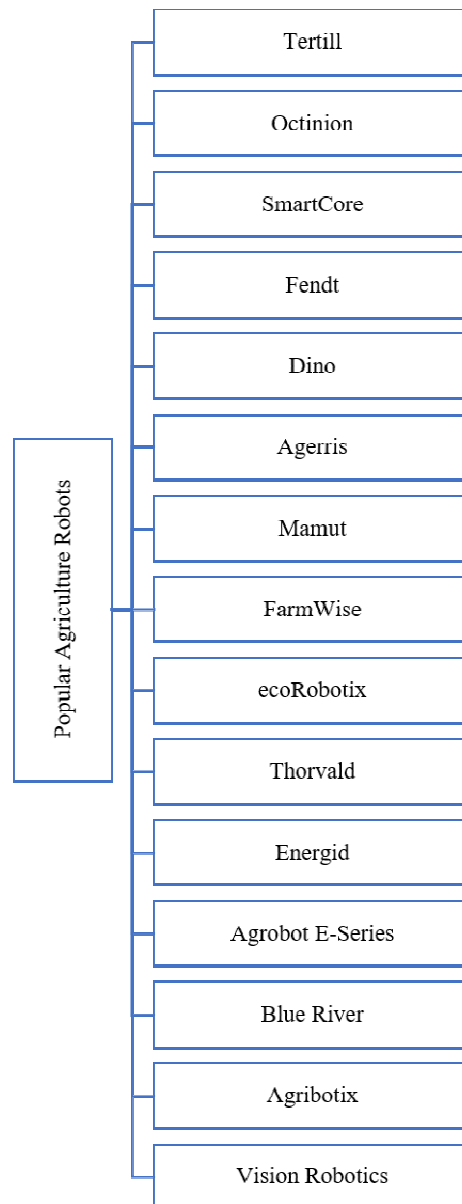 Popular Agriculture Robots
Tertill
Octinion
SmartCore
Fendt
Dino
Agerris
Mamut
FarmWise
ecoRobotix
Thorvald
Energid
Agrobot E-Series
Blue River
Agribotix
Vision Robotics